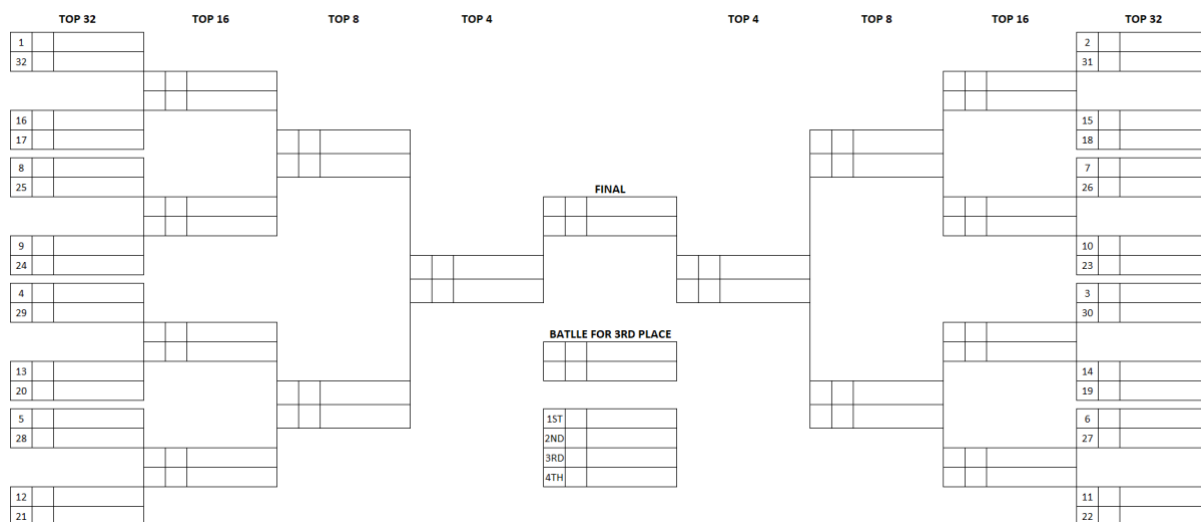 TOP 32 TOP 16 TOP 8 TOP 4 TOP 4 TOP 8 TOP 16 TOP 32
1 2
32 31
16 15
17 18
8 7
25 26
FINAL
9 10
24 23
4 3
29 30
BATLLE FOR 3RD PLACE
13 14
20 19
5 1ST 6
28 2ND 27
3RD
4TH
12 11
21 22